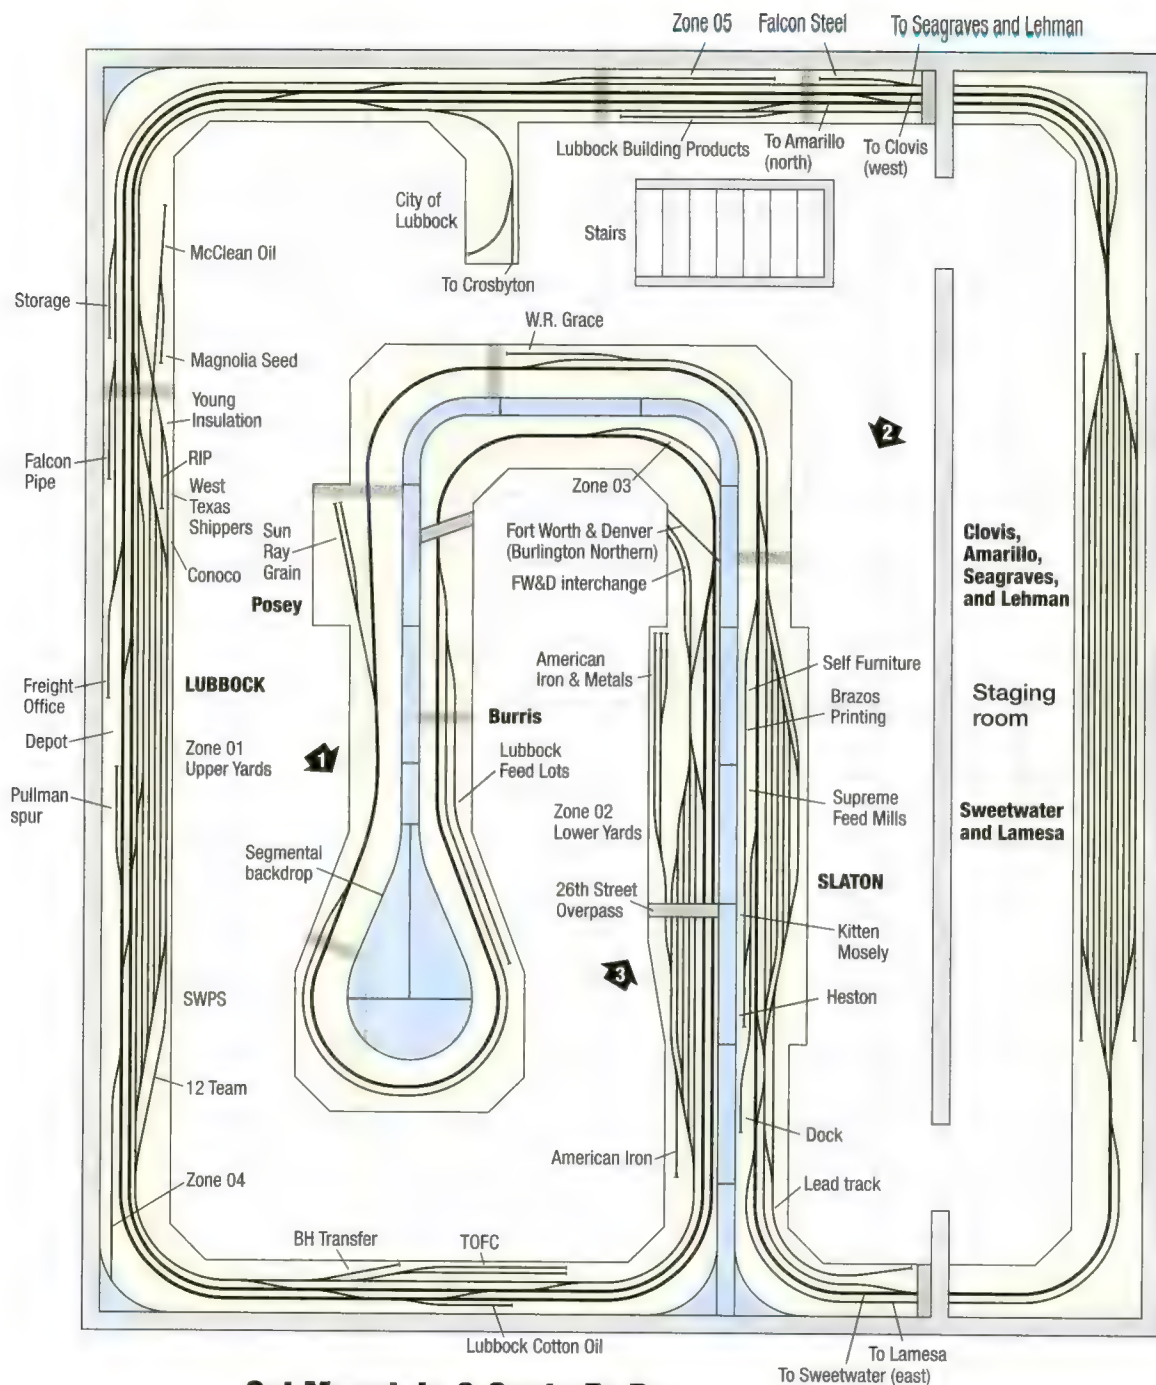 Zone 05
Falcon Steel
To Seagraves and Lehman
Lubbock Building Products
To Amarillo
(north)
To Clovis
(west)
City of
Lubbock
Stairs
To Crosbyton
McClean Oil
Storage
W.R. Grace
Magnolia Seed
Young
Insulation
2
Falcon
Pipe
RIP
West
Texas
Shippers
Zone 03
Sun
Ray
Grain
Fort Worth & Denver
(Burlington Northern)
FW&D interchange
Clovis,
Amarillo,
Seagraves,
and Lehman
Conoco
Posey
American
Iron & Metals
Self Furniture
Freight
Office
LUBBOCK
Brazos
Printing
Staging
room
Depot
Burris
Zone 01
Upper Yards
1
Lubbock
Feed Lots
Pullman
spur
Zone 02
Lower Yards
Supreme
Feed Mills
Sweetwater
and Lamesa
Segmental
backdrop
26th Street
Overpass
SLATON
Kitten
Mosely
3
SWPS
Heston
12 Team
Dock
American Iron
Zone 04
Lead track
BH Transfer
TOFC
Lubbock Cotton Oil
To Lamesa
To Sweetwater (east)